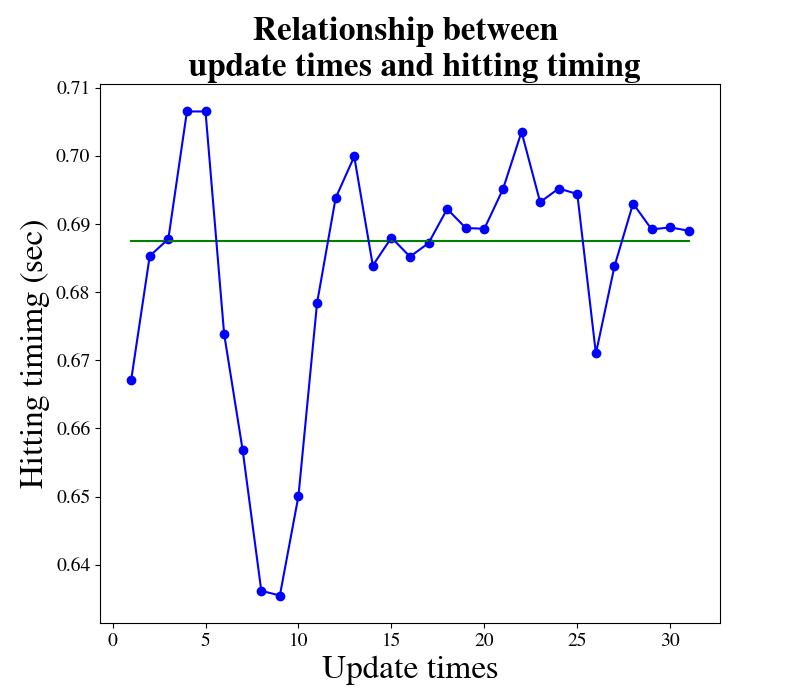 Relationship between
update times and hitting timing
Hitting timimg (sec)
0.71
0.70
0.69
0.68
0.67
0.66
0.65
0.64
0 5 10 15 20 25 30
Update times